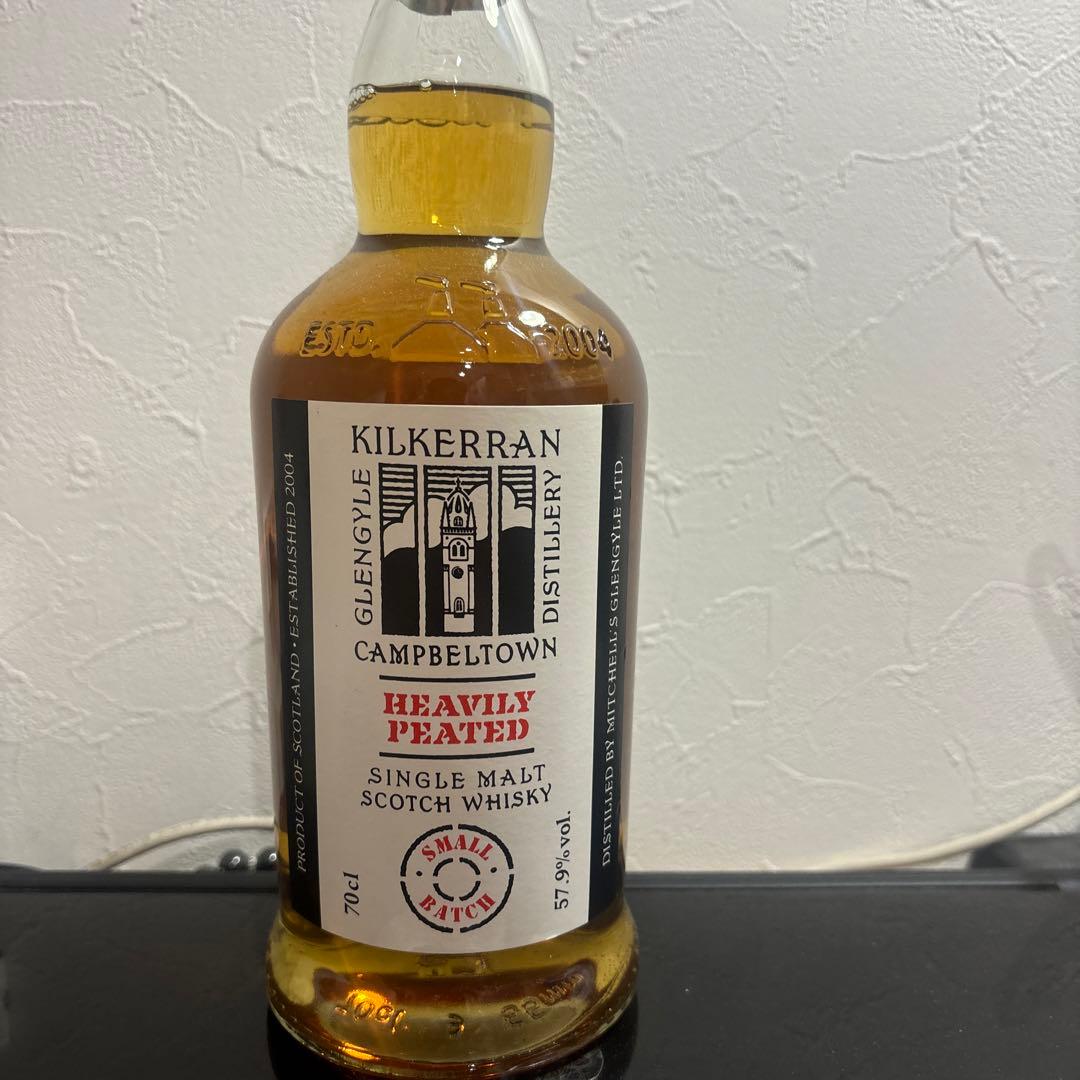 ESTD. 2004
KILKERRAN
GLENGYLE
DISTILLERY
CAMPBELTOWN
HEAVILY
PEATED
SINGLE MALT
SCOTCH WHISKY
SMALL
BATCH
70cl
57.9% vol.
PRODUCT OF SCOTLAND • ESTABLISHED 2004
DISTILLED BY MITCHELL'S GLENGYLE LTD.
70cl e